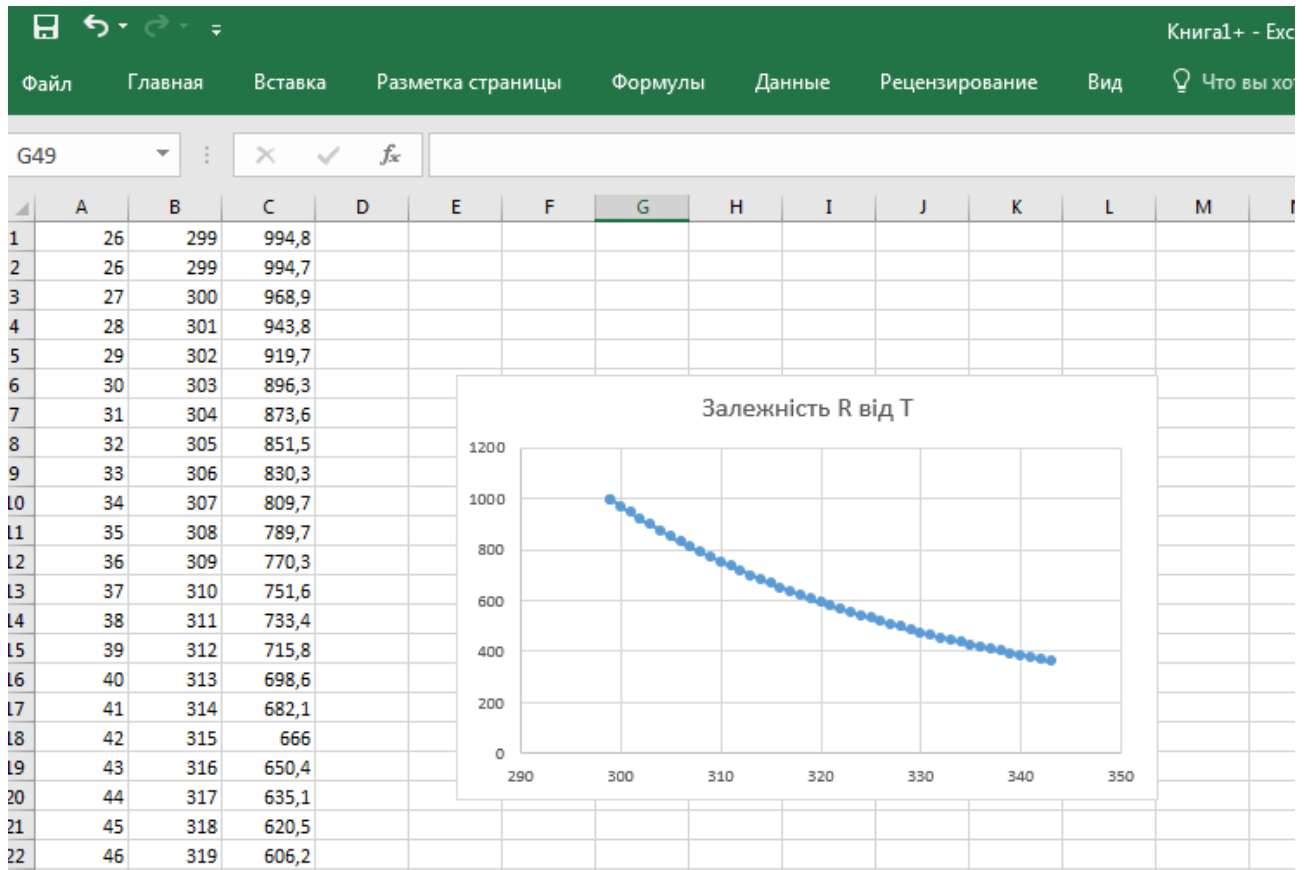 Книга1+ - Exc
Файл Главная Вставка Разметка страницы Формулы Данные Рецензирование Вид Что вы хот
G49 fx
A B C D E F G H I J K L M
1 26 299 994,8
2 26 299 994,7
3 27 300 968,9
4 28 301 943,8
5 29 302 919,7
6 30 303 896,3
7 31 304 873,6
8 32 305 851,5
9 33 306 830,3
10 34 307 809,7
11 35 308 789,7
12 36 309 770,3
13 37 310 751,6
14 38 311 733,4
15 39 312 715,8
16 40 313 698,6
17 41 314 682,1
18 42 315 666
19 43 316 650,4
20 44 317 635,1
21 45 318 620,5
22 46 319 606,2
Залежність R від T
1200
1000
800
600
400
200
0
290 300 310 320 330 340 350